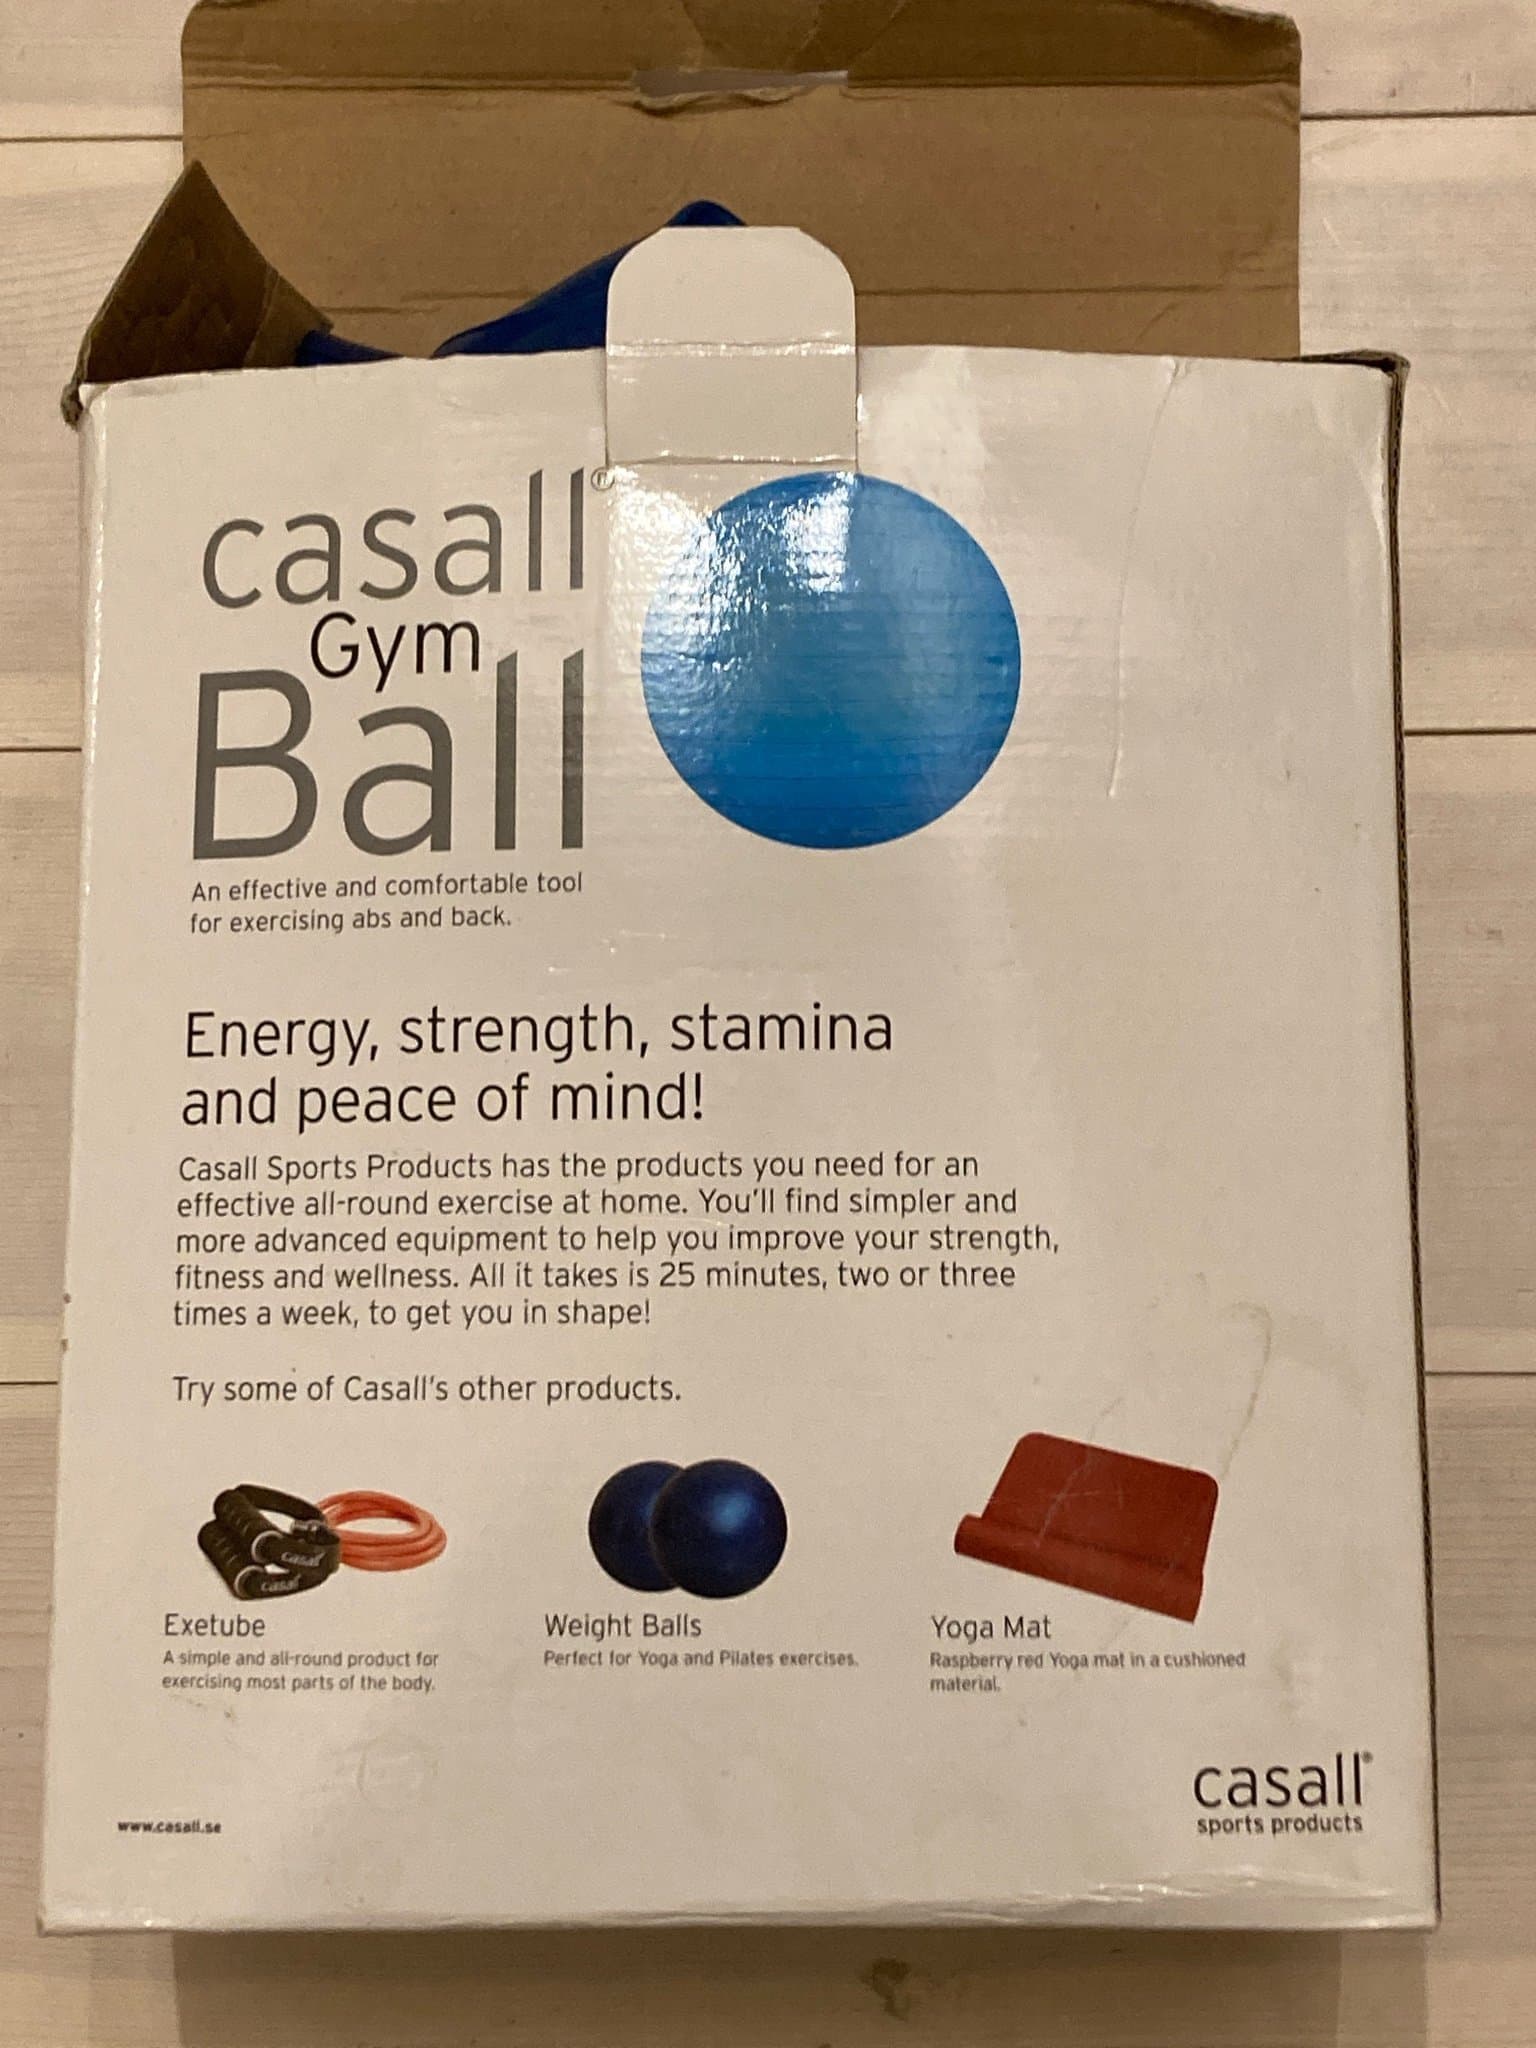 casall®
Gym
Ball
An effective and comfortable tool
for exercising abs and back.
Energy, strength, stamina
and peace of mind!
Casall Sports Products has the products you need for an
effective all-round exercise at home. You'll find simpler and
more advanced equipment to help you improve your strength,
fitness and wellness. All it takes is 25 minutes, two or three
times a week, to get you in shape!
Try some of Casall's other products.
casall
casall
Exetube
A simple and all-round product for
exercising most parts of the body.
Weight Balls
Perfect for Yoga and Pilates exercises.
Yoga Mat
Raspberry red Yoga mat in a cushioned
material.
www.casall.se
casall®
sports products